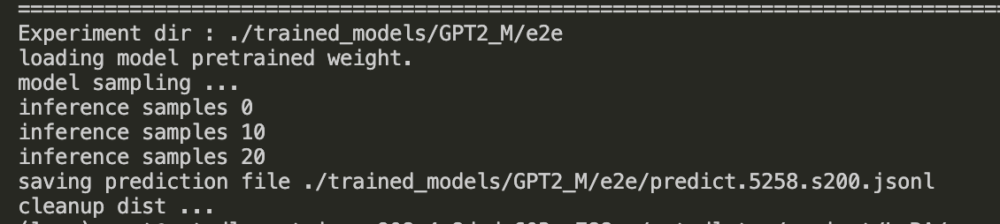 ================================================================================
Experiment dir : ./trained_models/GPT2_M/e2e
loading model pretrained weight.
model sampling ...
inference samples 0
inference samples 10
inference samples 20
saving prediction file ./trained_models/GPT2_M/e2e/predict.5258.s200.jsonl
cleanup dist ...